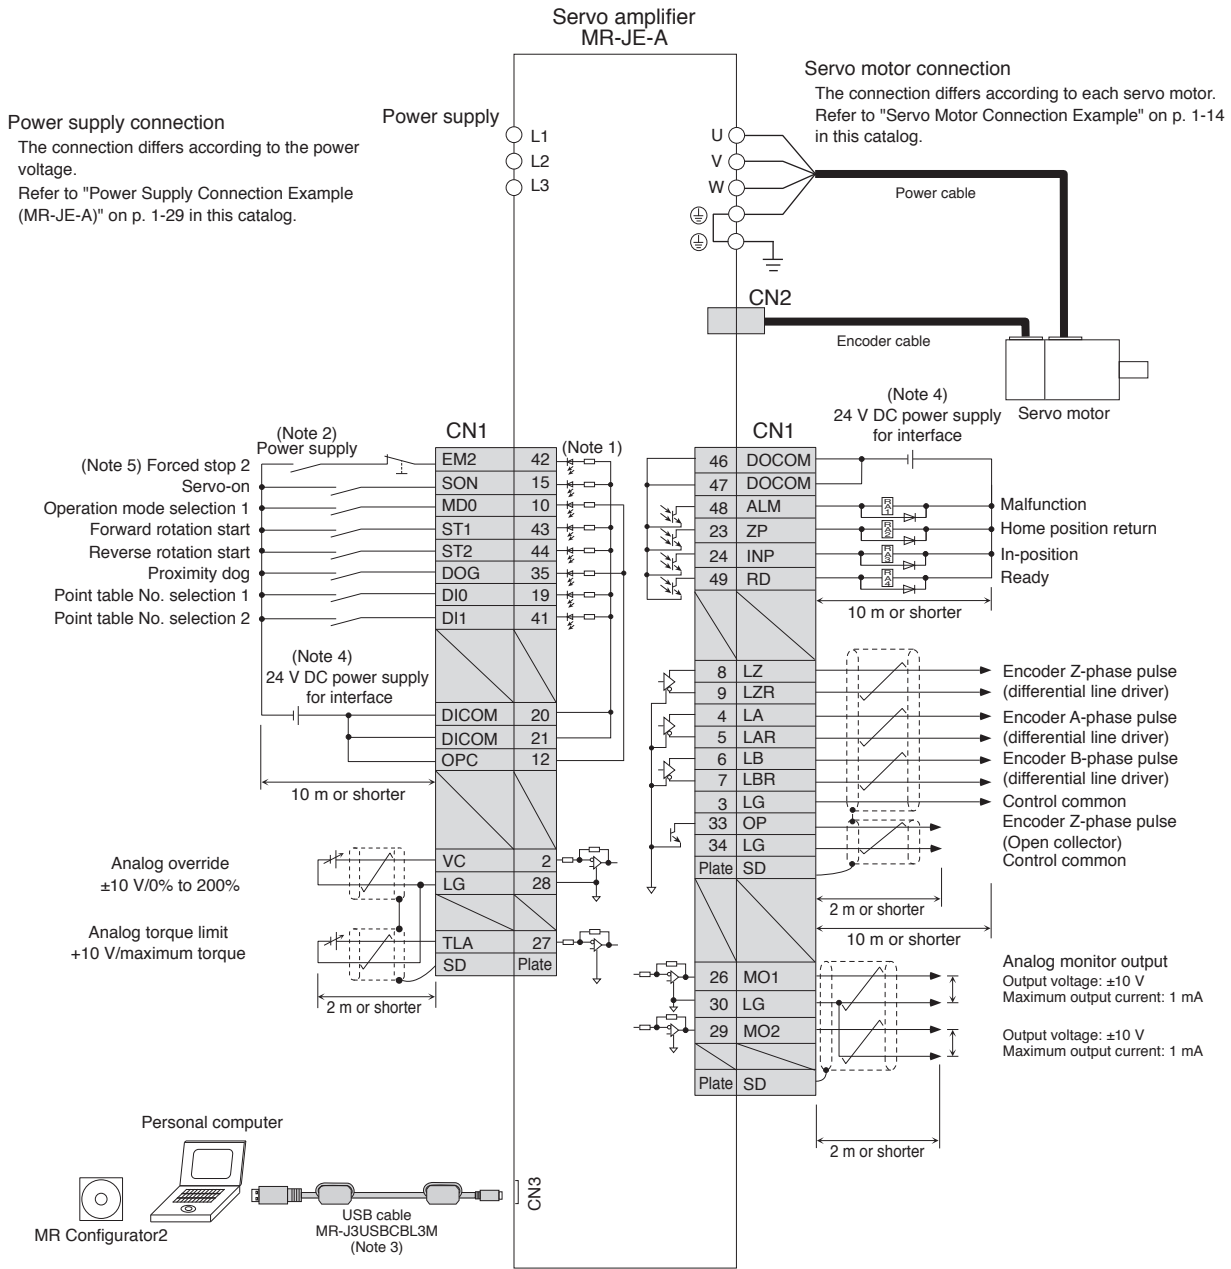 Servo amplifier
MR-JE-A
Power supply connection
The connection differs according to the power
voltage.
Refer to "Power Supply Connection Example
(MR-JE-A)" on p. 1-29 in this catalog.
Power supply
L1
L2
L3
U
V
W
Servo motor connection
The connection differs according to each servo motor.
Refer to "Servo Motor Connection Example" on p. 1-14
in this catalog.
Power cable
CN2
Encoder cable
Servo motor
CN1
(Note 1)
(Note 2)
Power supply
(Note 5) Forced stop 2
EM2 42
Servo-on
SON 15
Operation mode selection 1
MD0 10
Forward rotation start
ST1 43
Reverse rotation start
ST2 44
Proximity dog
DOG 35
Point table No. selection 1
DI0 19
Point table No. selection 2
DI1 41
(Note 4)
24 V DC power supply
for interface
DICOM 20
DICOM 21
OPC 12
10 m or shorter
Analog override
±10 V/0% to 200%
VC 2
LG 28
Analog torque limit
+10 V/maximum torque
TLA 27
SD Plate
2 m or shorter
CN1
(Note 4)
24 V DC power supply
for interface
46 DOCOM
47 DOCOM
48 ALM
RA1
Malfunction
23 ZP
RA2
Home position return
24 INP
RA3
In-position
49 RD
RA4
Ready
10 m or shorter
8 LZ
Encoder Z-phase pulse
9 LZR
(differential line driver)
4 LA
Encoder A-phase pulse
5 LAR
(differential line driver)
6 LB
Encoder B-phase pulse
7 LBR
(differential line driver)
3 LG
Control common
33 OP
Encoder Z-phase pulse
(Open collector)
34 LG
Control common
Plate SD
2 m or shorter
10 m or shorter
Analog monitor output
26 MO1
Output voltage: ±10 V
Maximum output current: 1 mA
30 LG
29 MO2
Output voltage: ±10 V
Maximum output current: 1 mA
Plate SD
2 m or shorter
Personal computer
MR Configurator2
USB cable
MR-J3USBCBL3M
(Note 3)
CN3